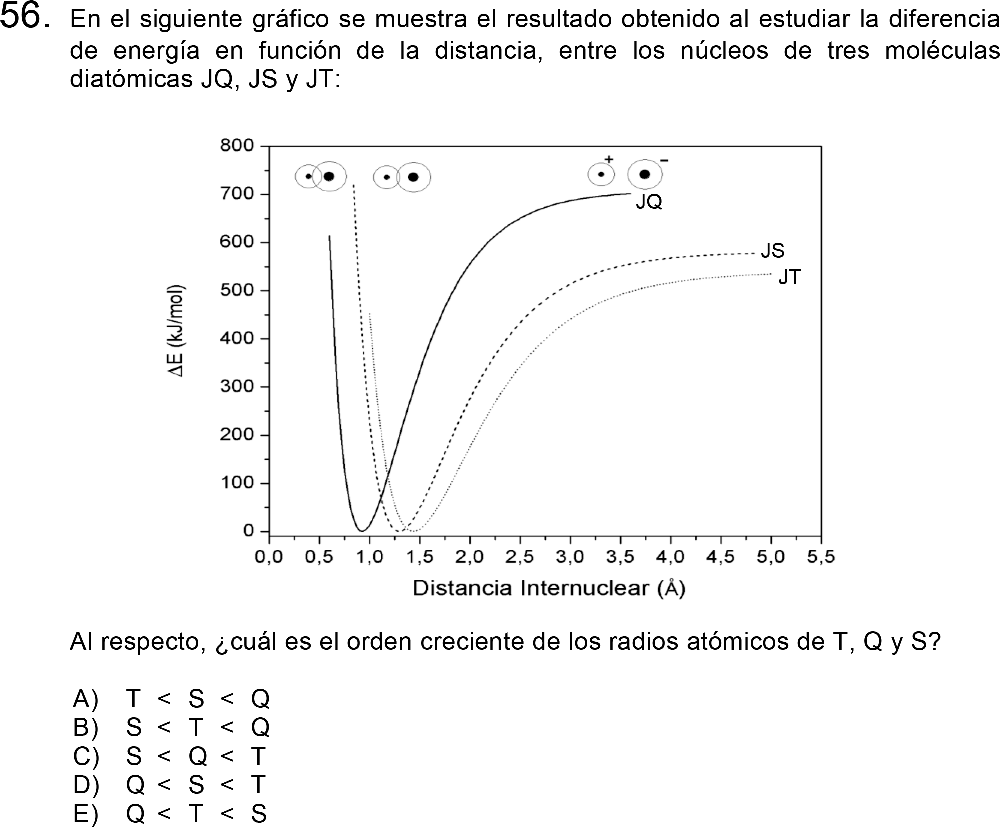 56. En el siguiente gráfico se muestra el resultado obtenido al estudiar la diferencia
de energía en función de la distancia, entre los núcleos de tres moléculas
diatómicas JQ, JS y JT:
800
700
600
500
400
300
200
100
0
ΔE (kJ/mol)
+
-
JQ
JS
JT
0,0 0,5 1,0 1,5 2,0 2,5 3,0 3,5 4,0 4,5 5,0 5,5
Distancia Internuclear (Å)
Al respecto, ¿cuál es el orden creciente de los radios atómicos de T, Q y S?
A) T < S < Q
B) S < T < Q
C) S < Q < T
D) Q < S < T
E) Q < T < S